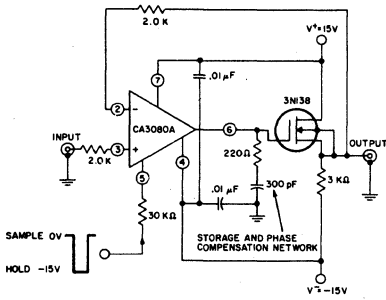 2.0 K
V⁺=15V
7
.01 µF
3N138
2
−
CA3080A
6
INPUT
2.0 K
3
+
OUTPUT
5
4
220Ω
.01 µF
300 pF
3 KΩ
30 KΩ
SAMPLE 0V
HOLD -15V
STORAGE AND PHASE
COMPENSATION NETWORK
V⁻=-15V